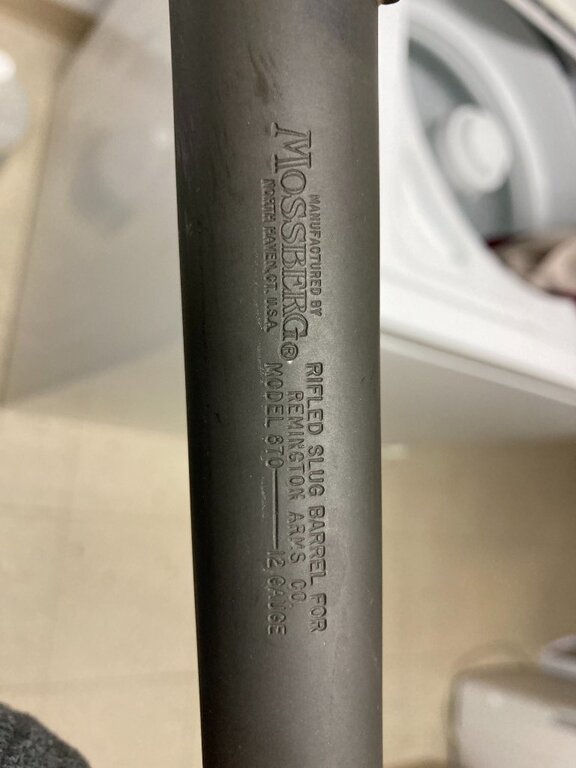 MANUFACTURED BY
MOSSBERG®
NORTH HAVEN, CT. U.S.A.
RIFLED SLUG BARREL FOR
REMINGTON ARMS CO.
MODEL 870——12 GAUGE